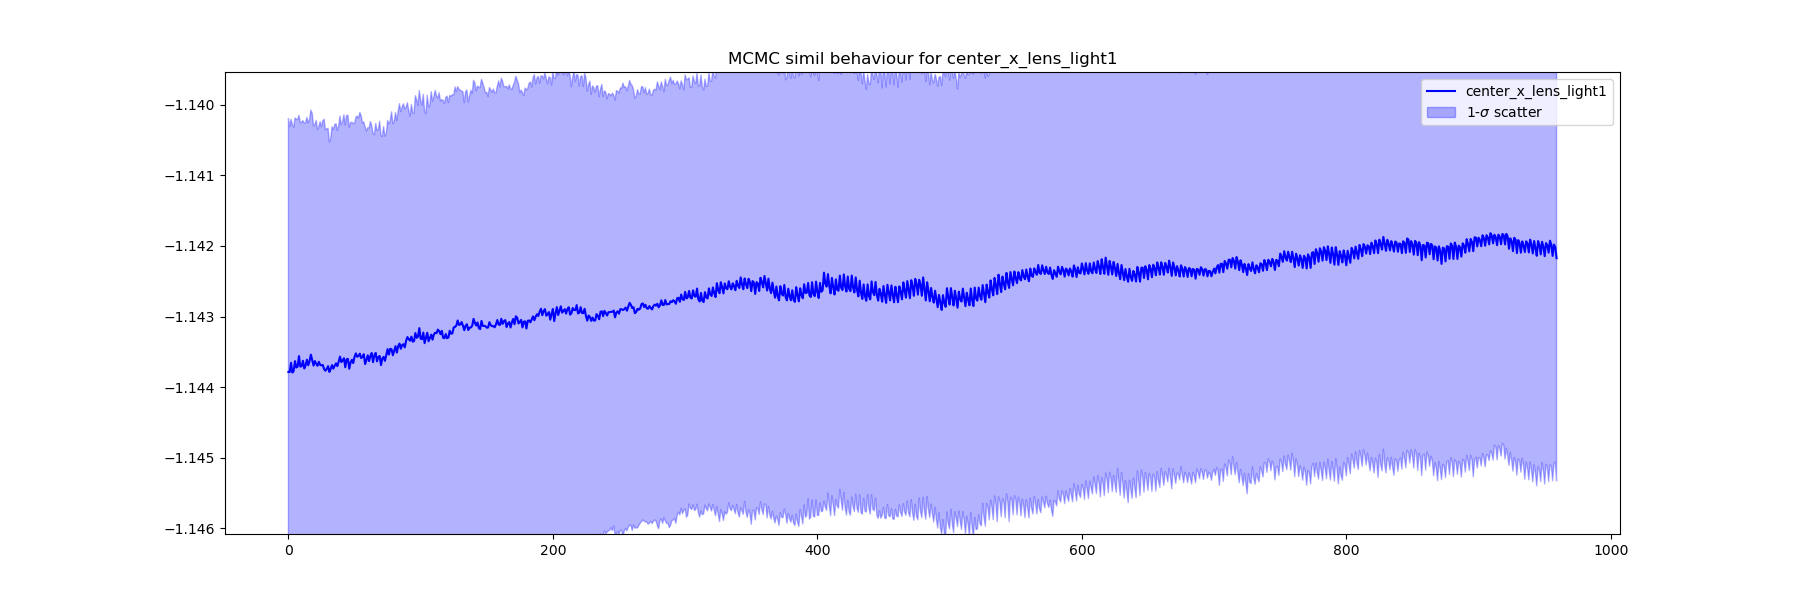 MCMC simil behaviour for center_x_lens_light1
center_x_lens_light1
1-σ scatter
−1.140
−1.141
−1.142
−1.143
−1.144
−1.145
−1.146
0 200 400 600 800 1000